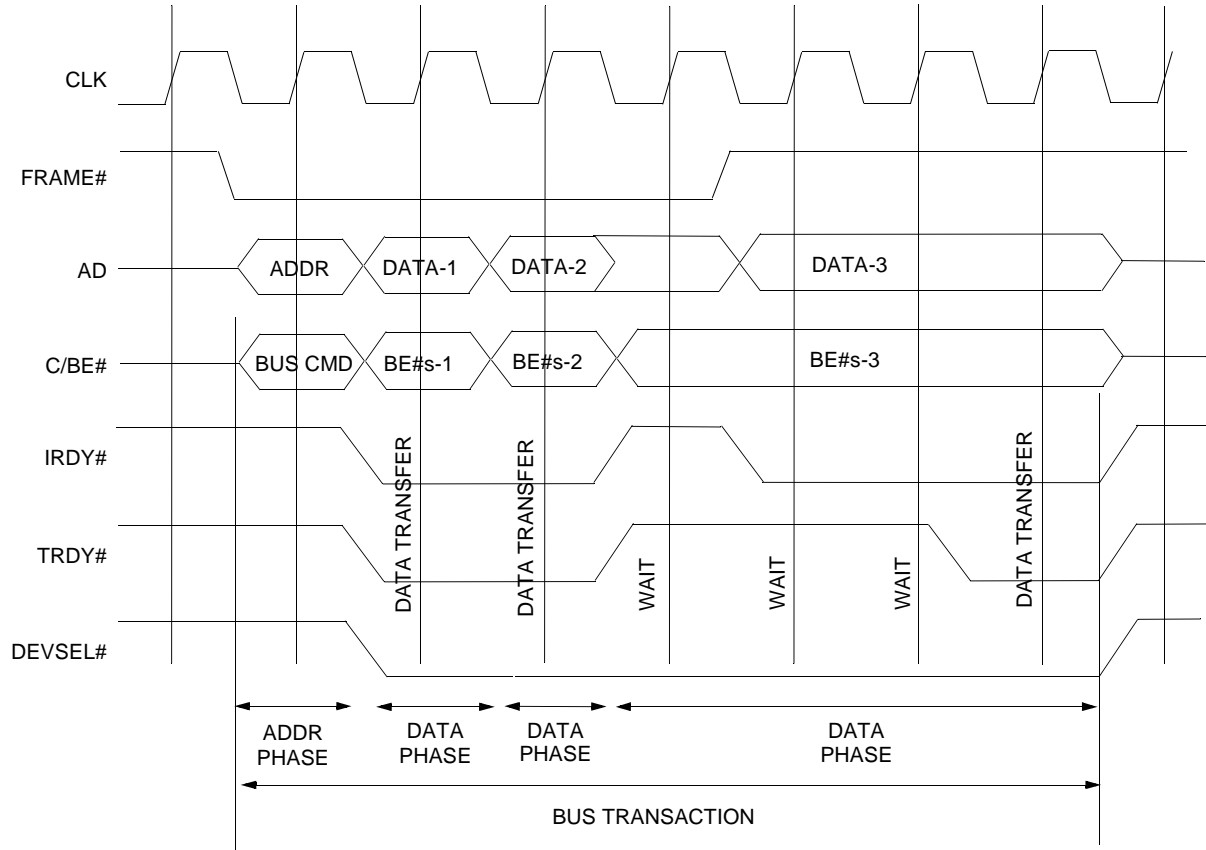 CLK
FRAME#
AD
ADDR
DATA-1
DATA-2
DATA-3
C/BE#
BUS CMD
BE#s-1
BE#s-2
BE#s-3
IRDY#
TRDY#
DATA TRANSFER
DATA TRANSFER
WAIT
WAIT
WAIT
DATA TRANSFER
DEVSEL#
ADDR
PHASE
DATA
PHASE
DATA
PHASE
DATA
PHASE
BUS TRANSACTION